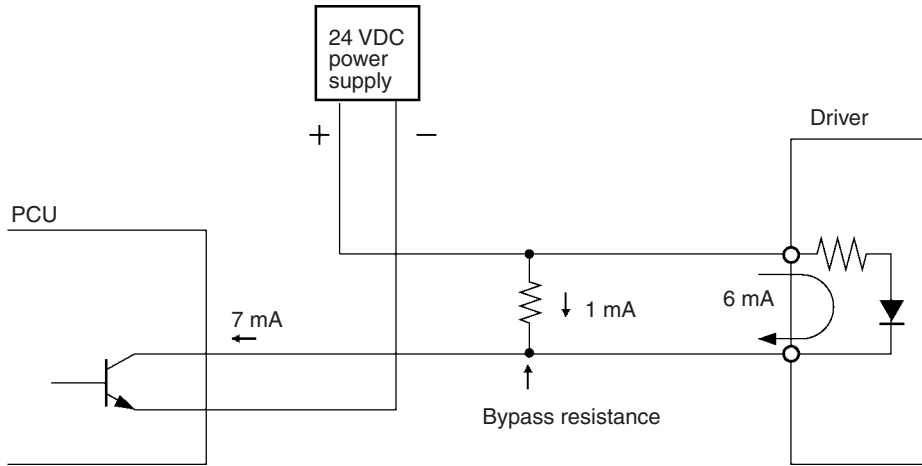 24 VDC
power
supply
+
−
Driver
PCU
7 mA
1 mA
6 mA
Bypass resistance